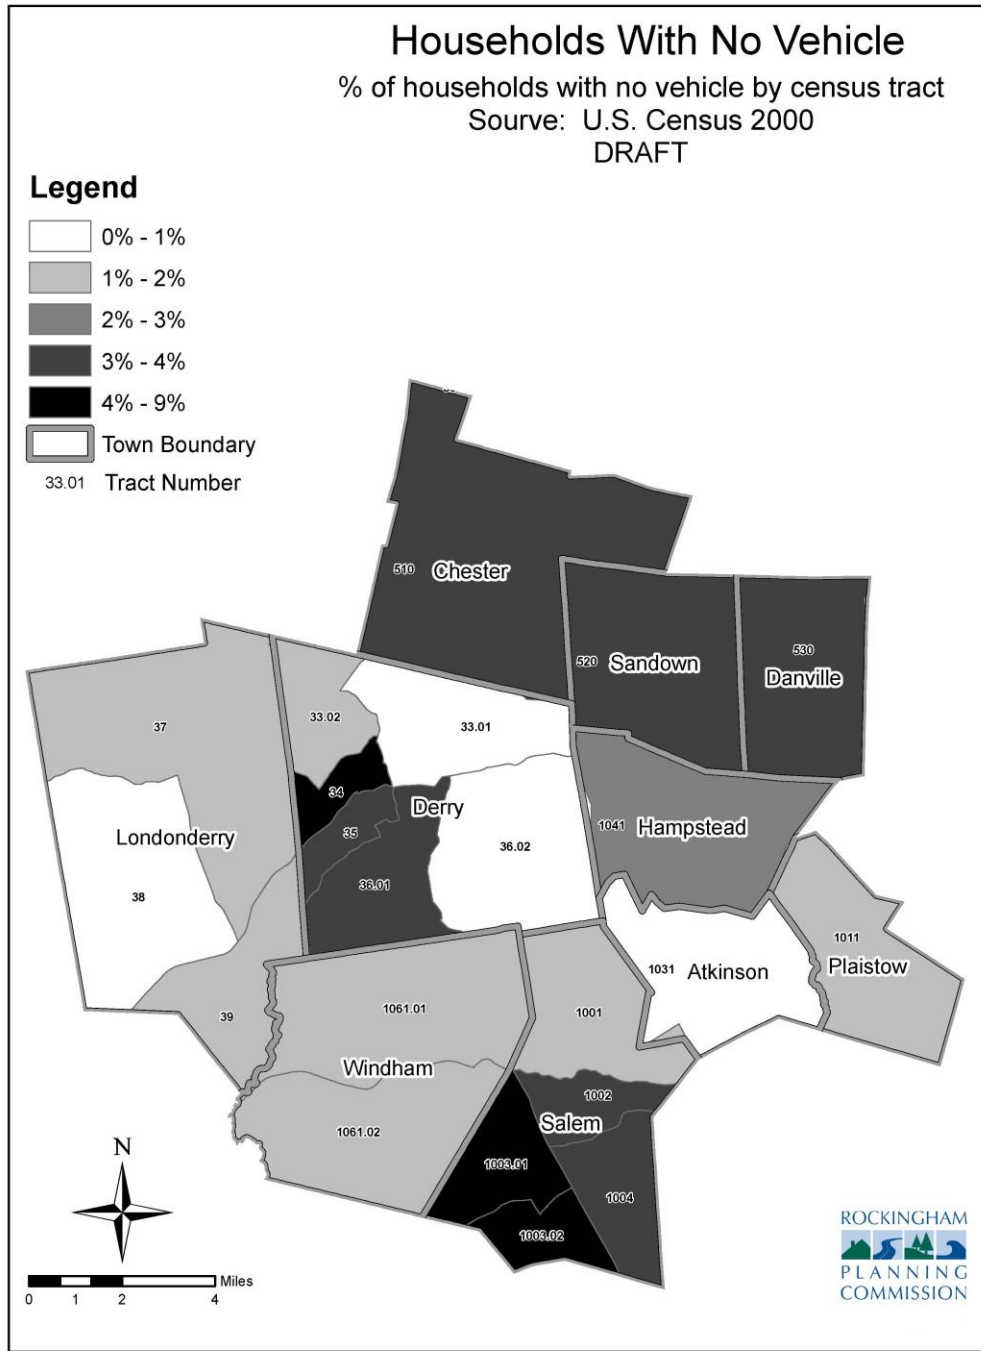 Households With No Vehicle
% of households with no vehicle by census tract
Sourve: U.S. Census 2000
DRAFT
Legend
0% - 1%
1% - 2%
2% - 3%
3% - 4%
4% - 9%
Town Boundary
33.01 Tract Number
510 Chester
520 Sandown
530
Danville
37
33.02
33.01
34
Derry
35
Londonderry
36.02
1041 Hampstead
36.01
38
1011
Plaistow
1031 Atkinson
39
1061.01
1001
Windham
1002
Salem
1061.02
1003.01
1004
1003.02
N
0 1 2 4 Miles
ROCKINGHAM
PLANNING
COMMISSION